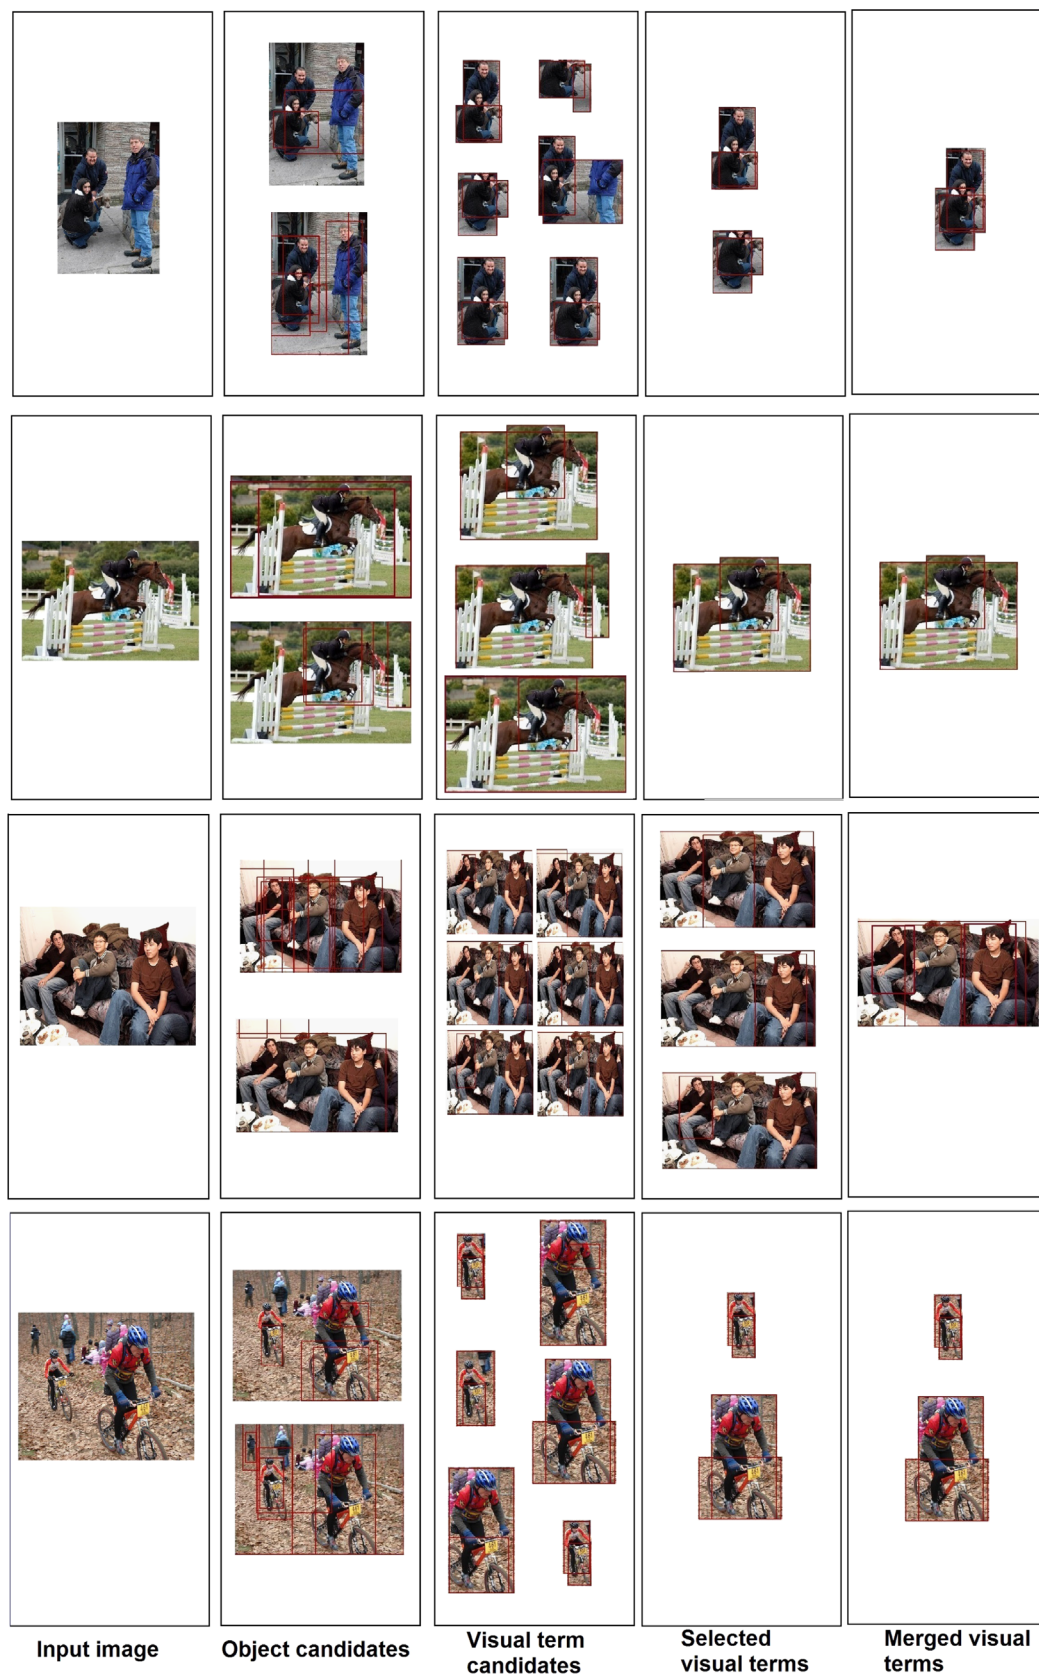 Input image
Object candidates
Visual term
candidates
Selected
visual terms
Merged visual
terms